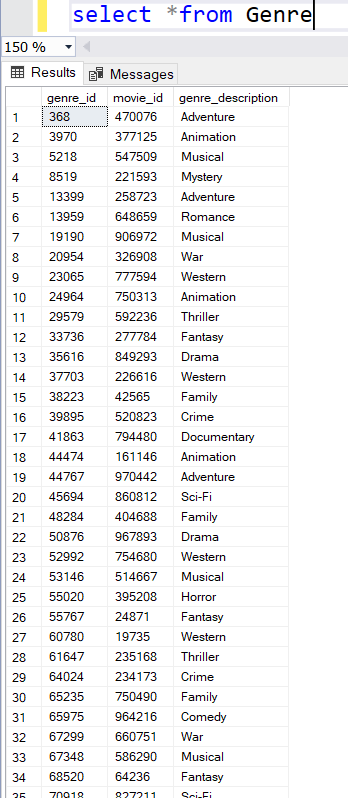 select *from Genre
150 %
Results Messages
genre_id movie_id genre_description
1 368 470076 Adventure
2 3970 377125 Animation
3 5218 547509 Musical
4 8519 221593 Mystery
5 13399 258723 Adventure
6 13959 648659 Romance
7 19190 906972 Musical
8 20954 326908 War
9 23065 777594 Western
10 24964 750313 Animation
11 29579 592236 Thriller
12 33736 277784 Fantasy
13 35616 849293 Drama
14 37703 226616 Western
15 38223 42565 Family
16 39895 520823 Crime
17 41863 794480 Documentary
18 44474 161146 Animation
19 44767 970442 Adventure
20 45694 860812 Sci-Fi
21 48284 404688 Family
22 50876 967893 Drama
23 52992 754680 Western
24 53146 514667 Musical
25 55020 395208 Horror
26 55767 24871 Fantasy
27 60780 19735 Western
28 61647 235168 Thriller
29 64024 234173 Crime
30 65235 750490 Family
31 65975 964216 Comedy
32 67299 660751 War
33 67348 586290 Musical
34 68520 64236 Fantasy
35 70918 827211 Sci-Fi